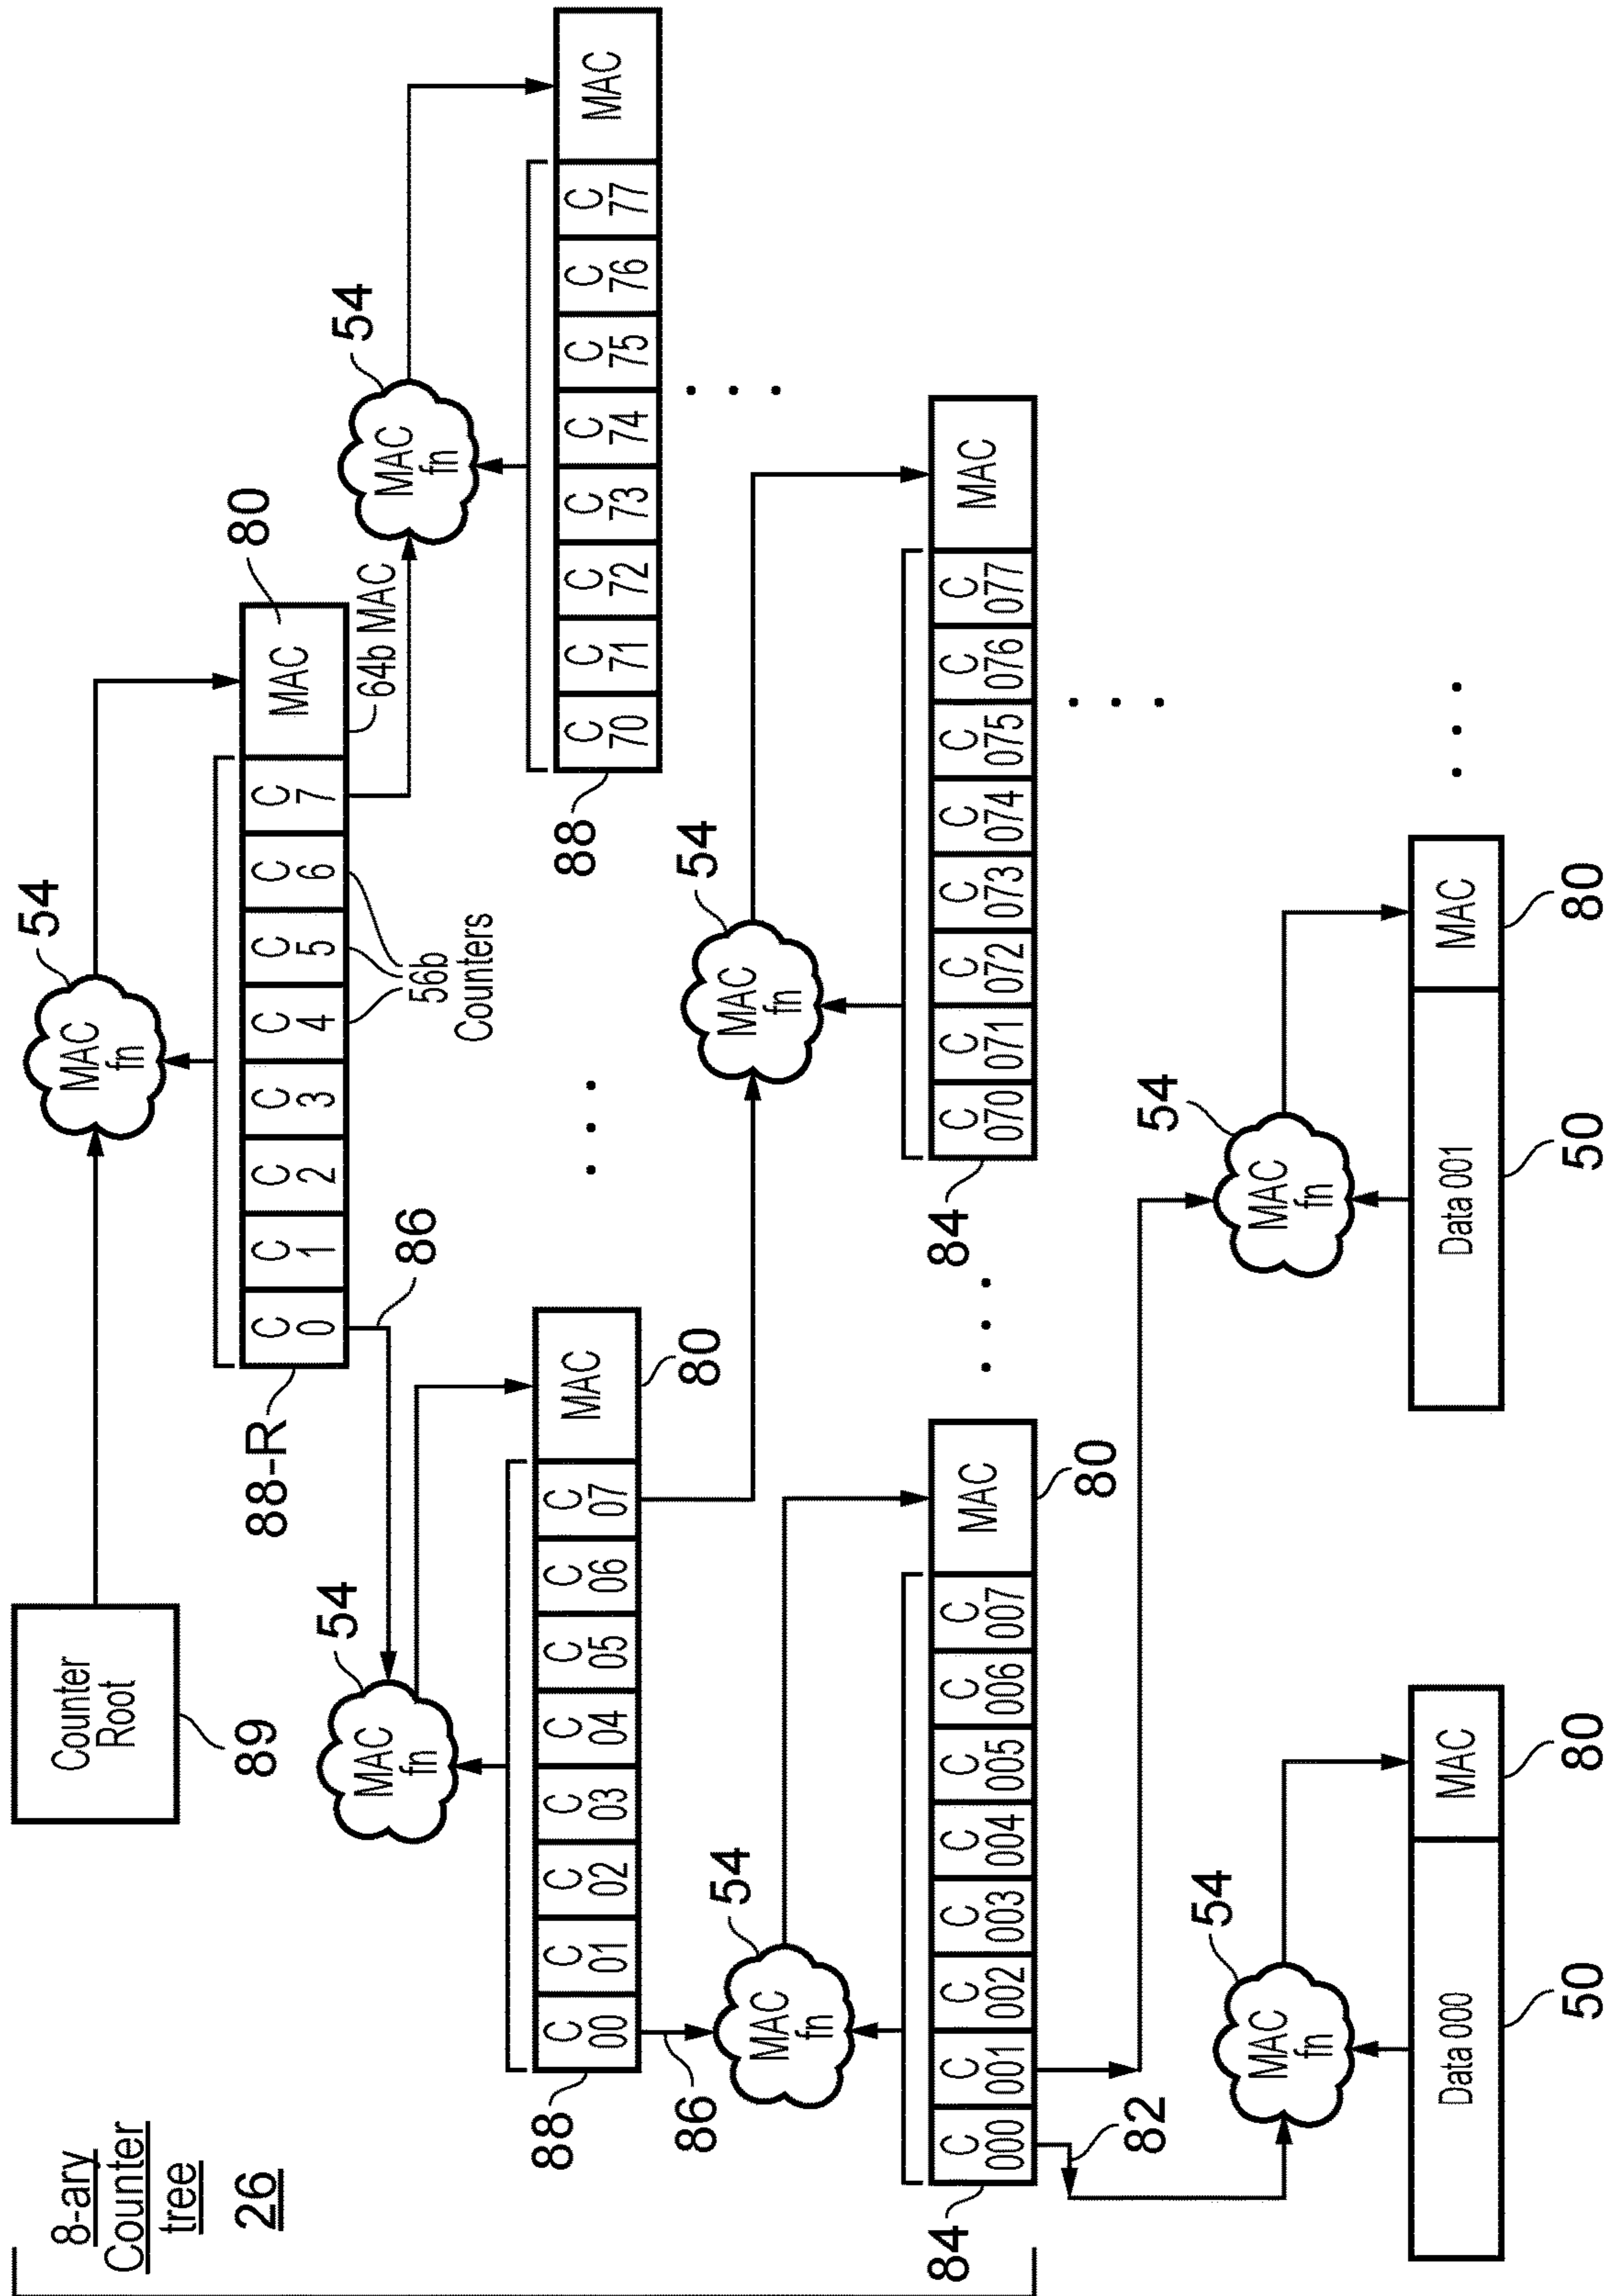 8-ary
Counter
tree
26
Counter
Root
89
MAC
fn
54
C
0
C
1
C
2
C
3
C
4
C
5
C
6
C
7
MAC
80
88-R
86
56b
Counters
64b MAC
MAC
fn
54
C
00
C
01
C
02
C
03
C
04
C
05
C
06
C
07
MAC
80
88
86
MAC
fn
54
C
70
C
71
C
72
C
73
C
74
C
75
C
76
C
77
MAC
88
MAC
fn
54
C
000
C
001
C
002
C
003
C
004
C
005
C
006
C
007
MAC
80
84
82
MAC
fn
54
C
070
C
071
C
072
C
073
C
074
C
075
C
076
C
077
MAC
84
MAC
fn
54
Data 000
MAC
50
80
MAC
fn
54
Data 001
MAC
50
80